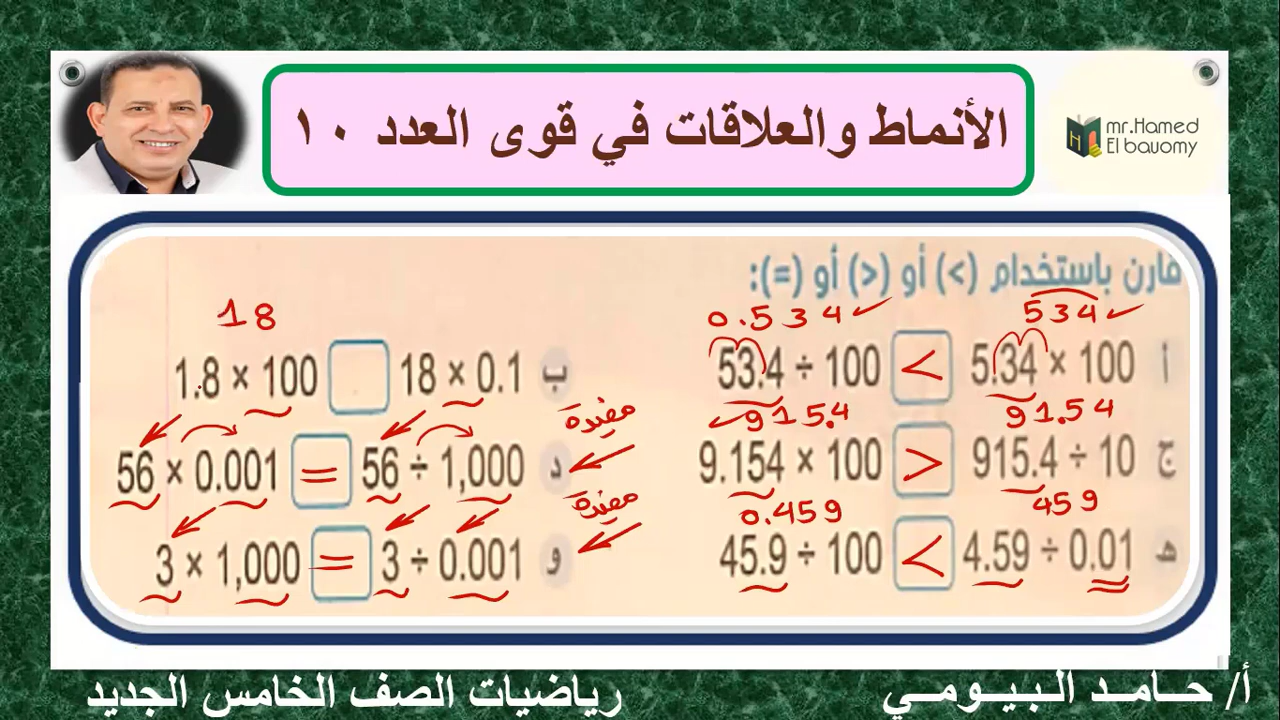 الأنماط والعلاقات في قوى العدد ١٠
mr.Hamed
El bauomy
قارن باستخدام (>) أو (<) أو (=):
534 ✓
0.534 ✓
أ 5.34 × 100 < 53.4 ÷ 100
18
ب 18 × 0.1 1.8 × 100
91.54
915.4 ✓
ج 915.4 ÷ 10 > 9.154 × 100
مفيدة
د 56 ÷ 1,000 = 56 × 0.001
459
0.459
هـ 4.59 ÷ 0.01 < 45.9 ÷ 100
مفيدة
و 3 ÷ 0.001 = 3 × 1,000
أ/ حـامـد الـبـيـومـي
رياضيات الصف الخامس الجديد